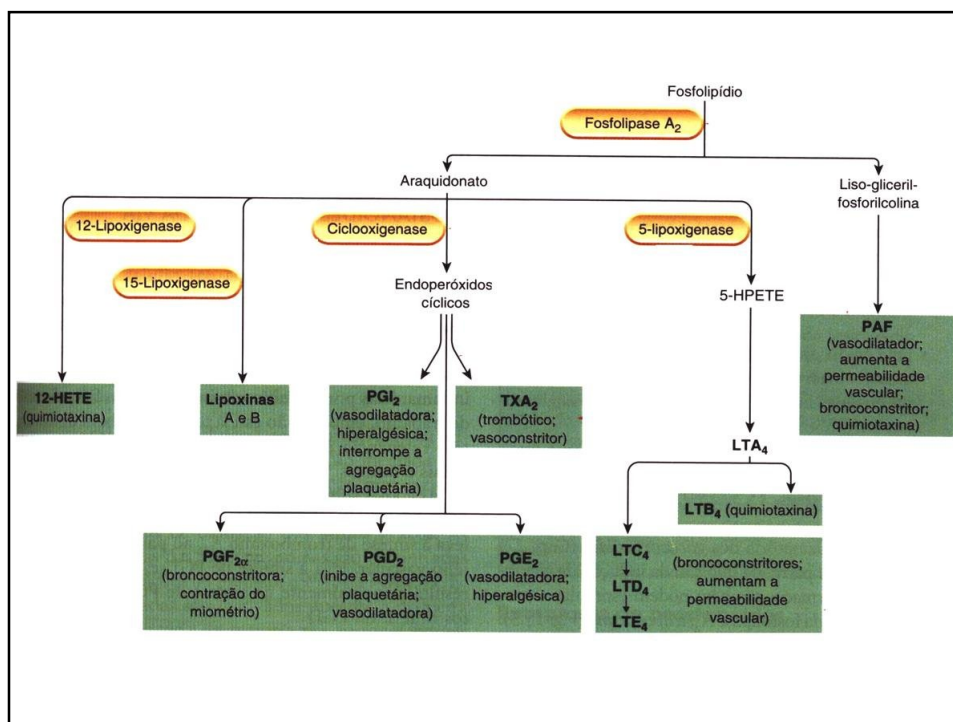 Fosfolipídio
Fosfolipase A₂
Araquidonato
Liso-gliceril-
fosforilcolina
12-Lipoxigenase
Ciclooxigenase
5-lipoxigenase
15-Lipoxigenase
Endoperóxidos
cíclicos
5-HPETE
PAF
(vasodilatador;
aumenta a
permeabilidade
vascular;
broncoconstritor;
quimiotaxina)
12-HETE
(quimiotaxina)
Lipoxinas
A e B
PGI₂
(vasodilatadora;
hiperalgésica;
interrompe a
agregação
plaquetária)
TXA₂
(trombótico;
vasoconstritor)
LTA₄
LTB₄ (quimiotaxina)
PGF₂α
(broncoconstritora;
contração do
miométrio)
PGD₂
(inibe a agregação
plaquetária;
vasodilatadora)
PGE₂
(vasodilatadora;
hiperalgésica)
LTC₄
LTD₄
LTE₄
(broncoconstritores;
aumentam a
permeabilidade
vascular)